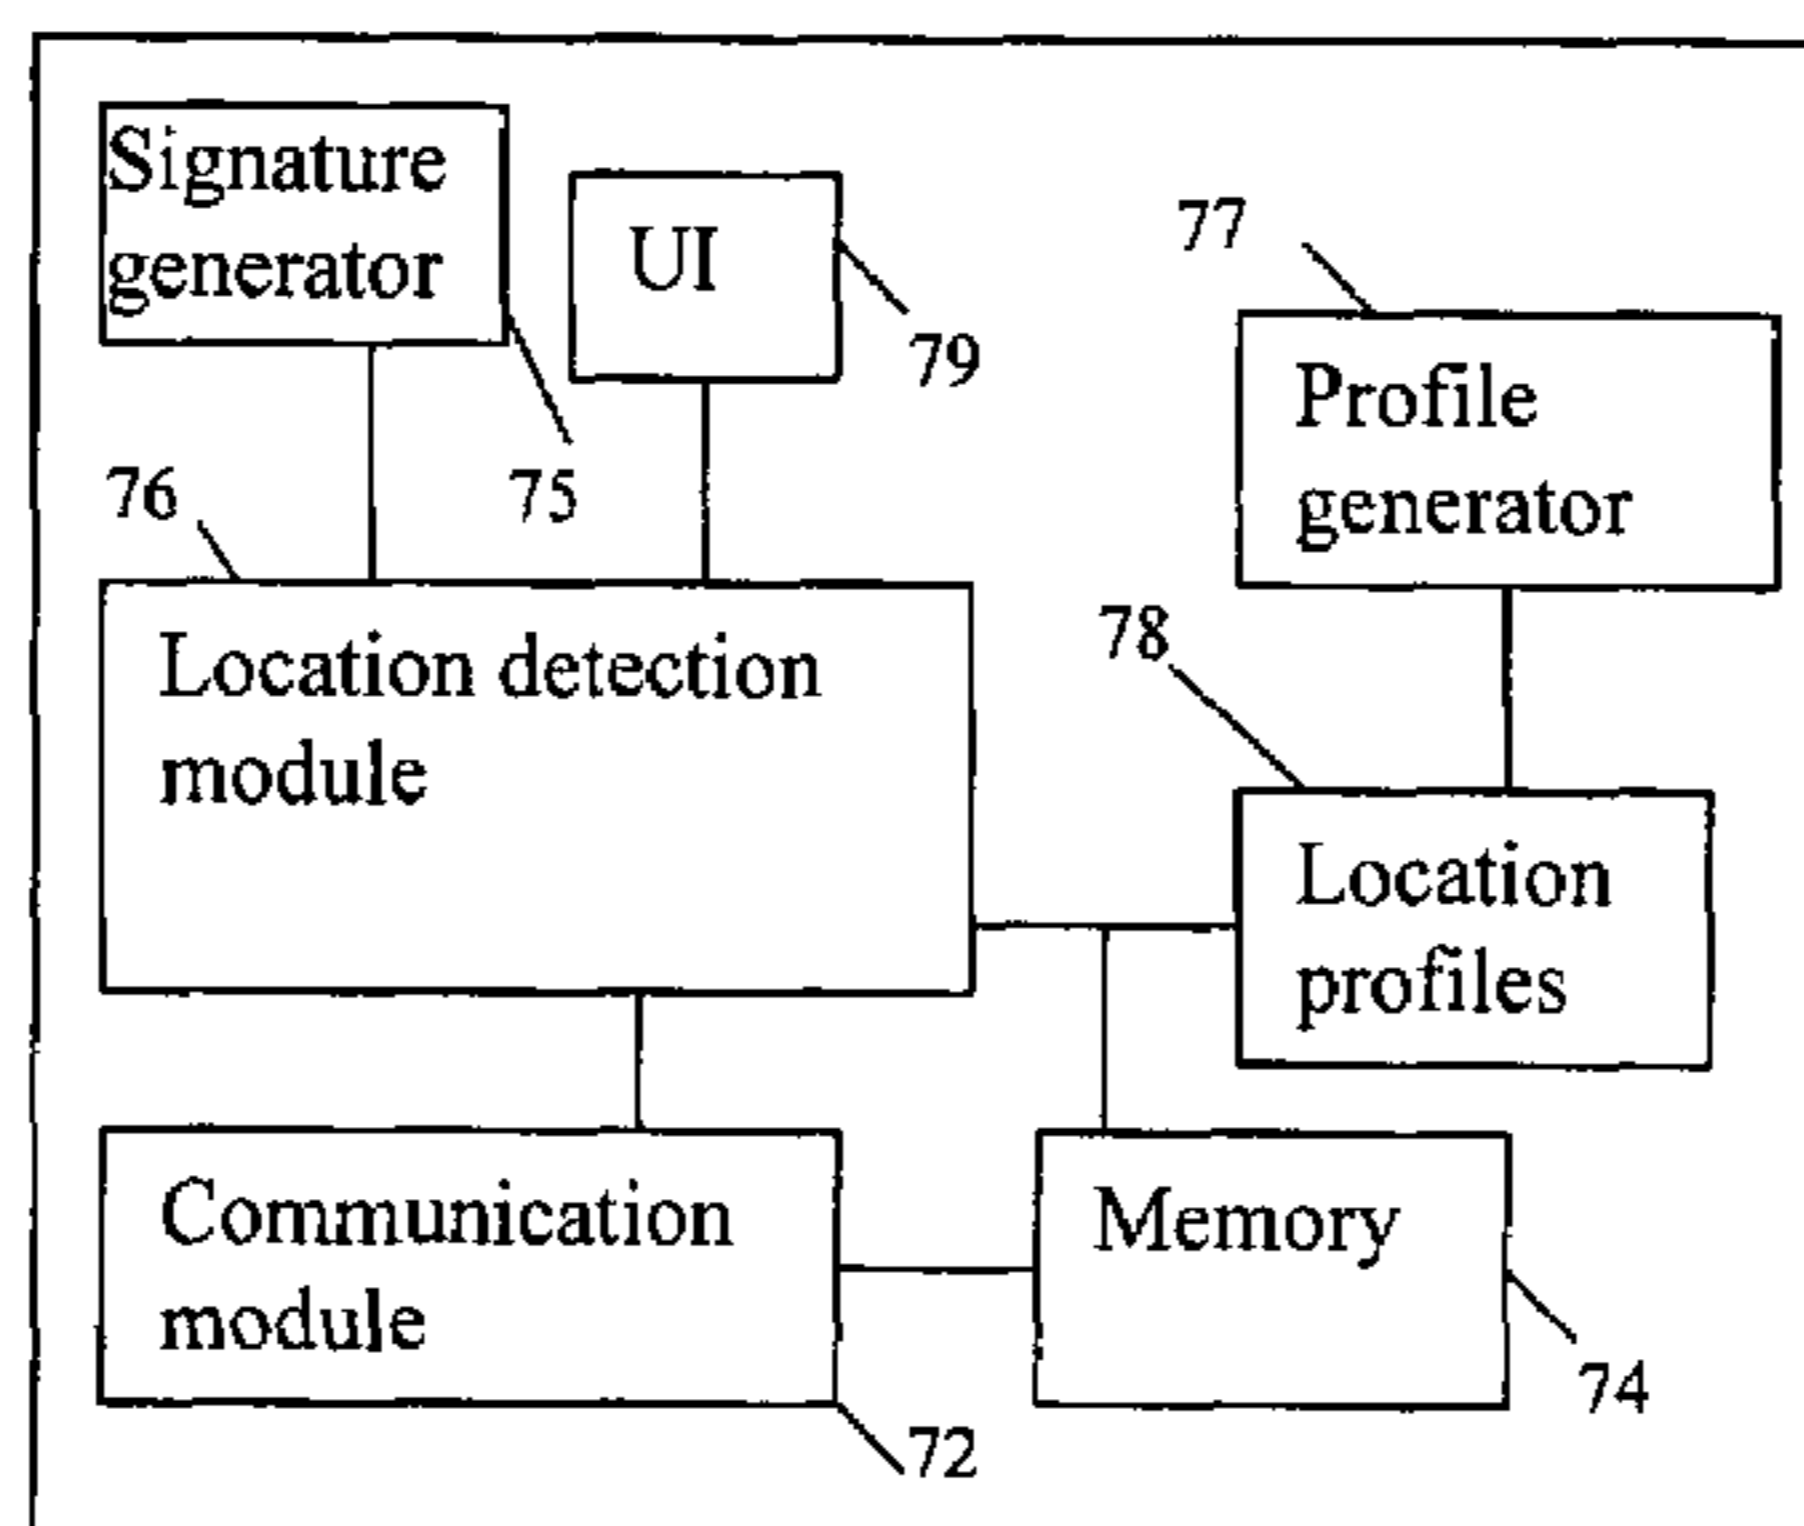 Signature
generator
UI
79
75
77
Profile
generator
76
Location detection
module
78
Location
profiles
Communication
module
72
Memory
74